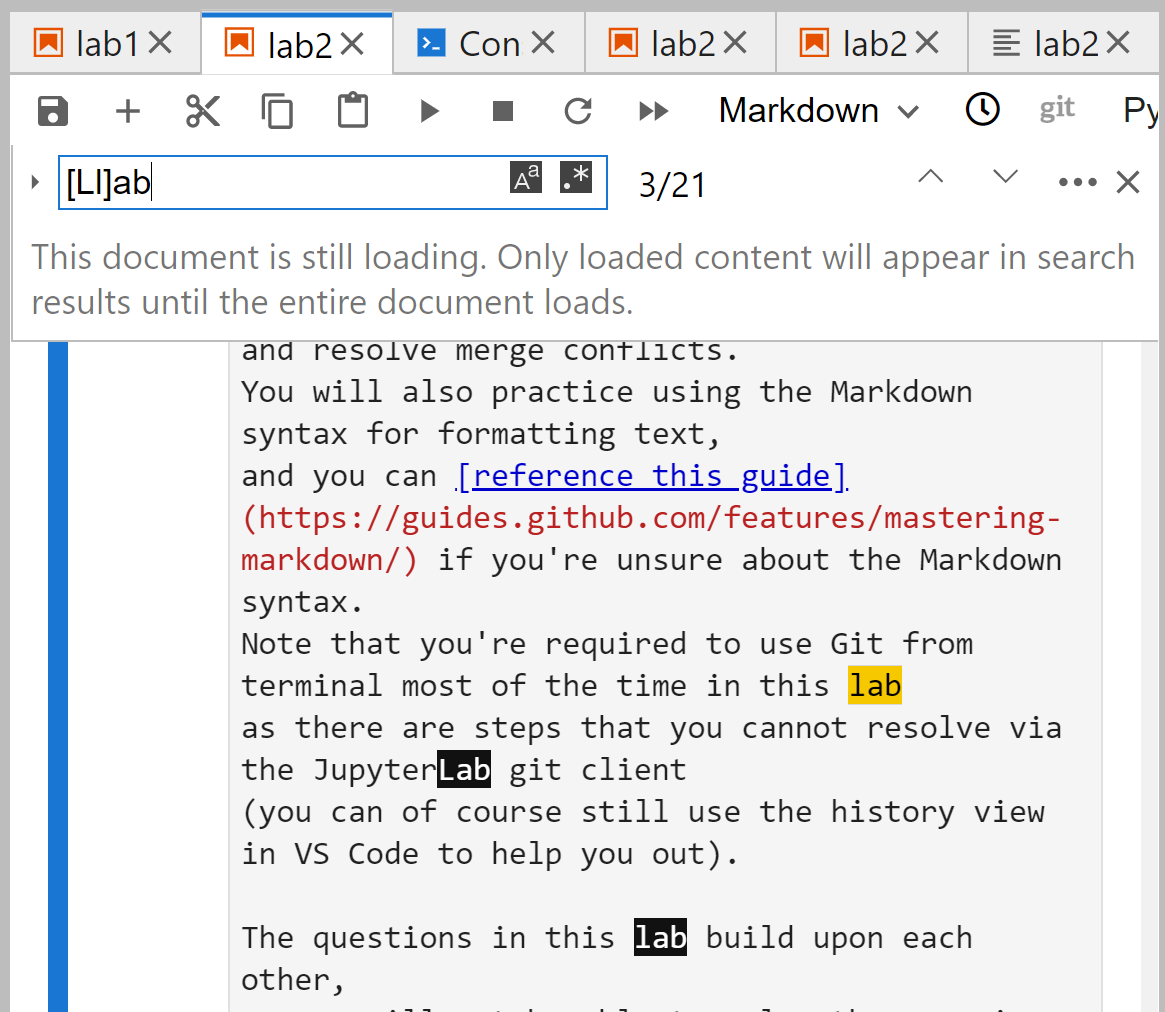 lab1 lab2 Con lab2 lab2 lab2
Markdown git Py
[Ll]ab Aa .* 3/21
This document is still loading. Only loaded content will appear in search
results until the entire document loads.
and resolve merge conflicts.
You will also practice using the Markdown
syntax for formatting text,
and you can [reference this guide]
(https://guides.github.com/features/mastering-
markdown/) if you're unsure about the Markdown
syntax.
Note that you're required to use Git from
terminal most of the time in this lab
as there are steps that you cannot resolve via
the JupyterLab git client
(you can of course still use the history view
in VS Code to help you out).
The questions in this lab build upon each
other,